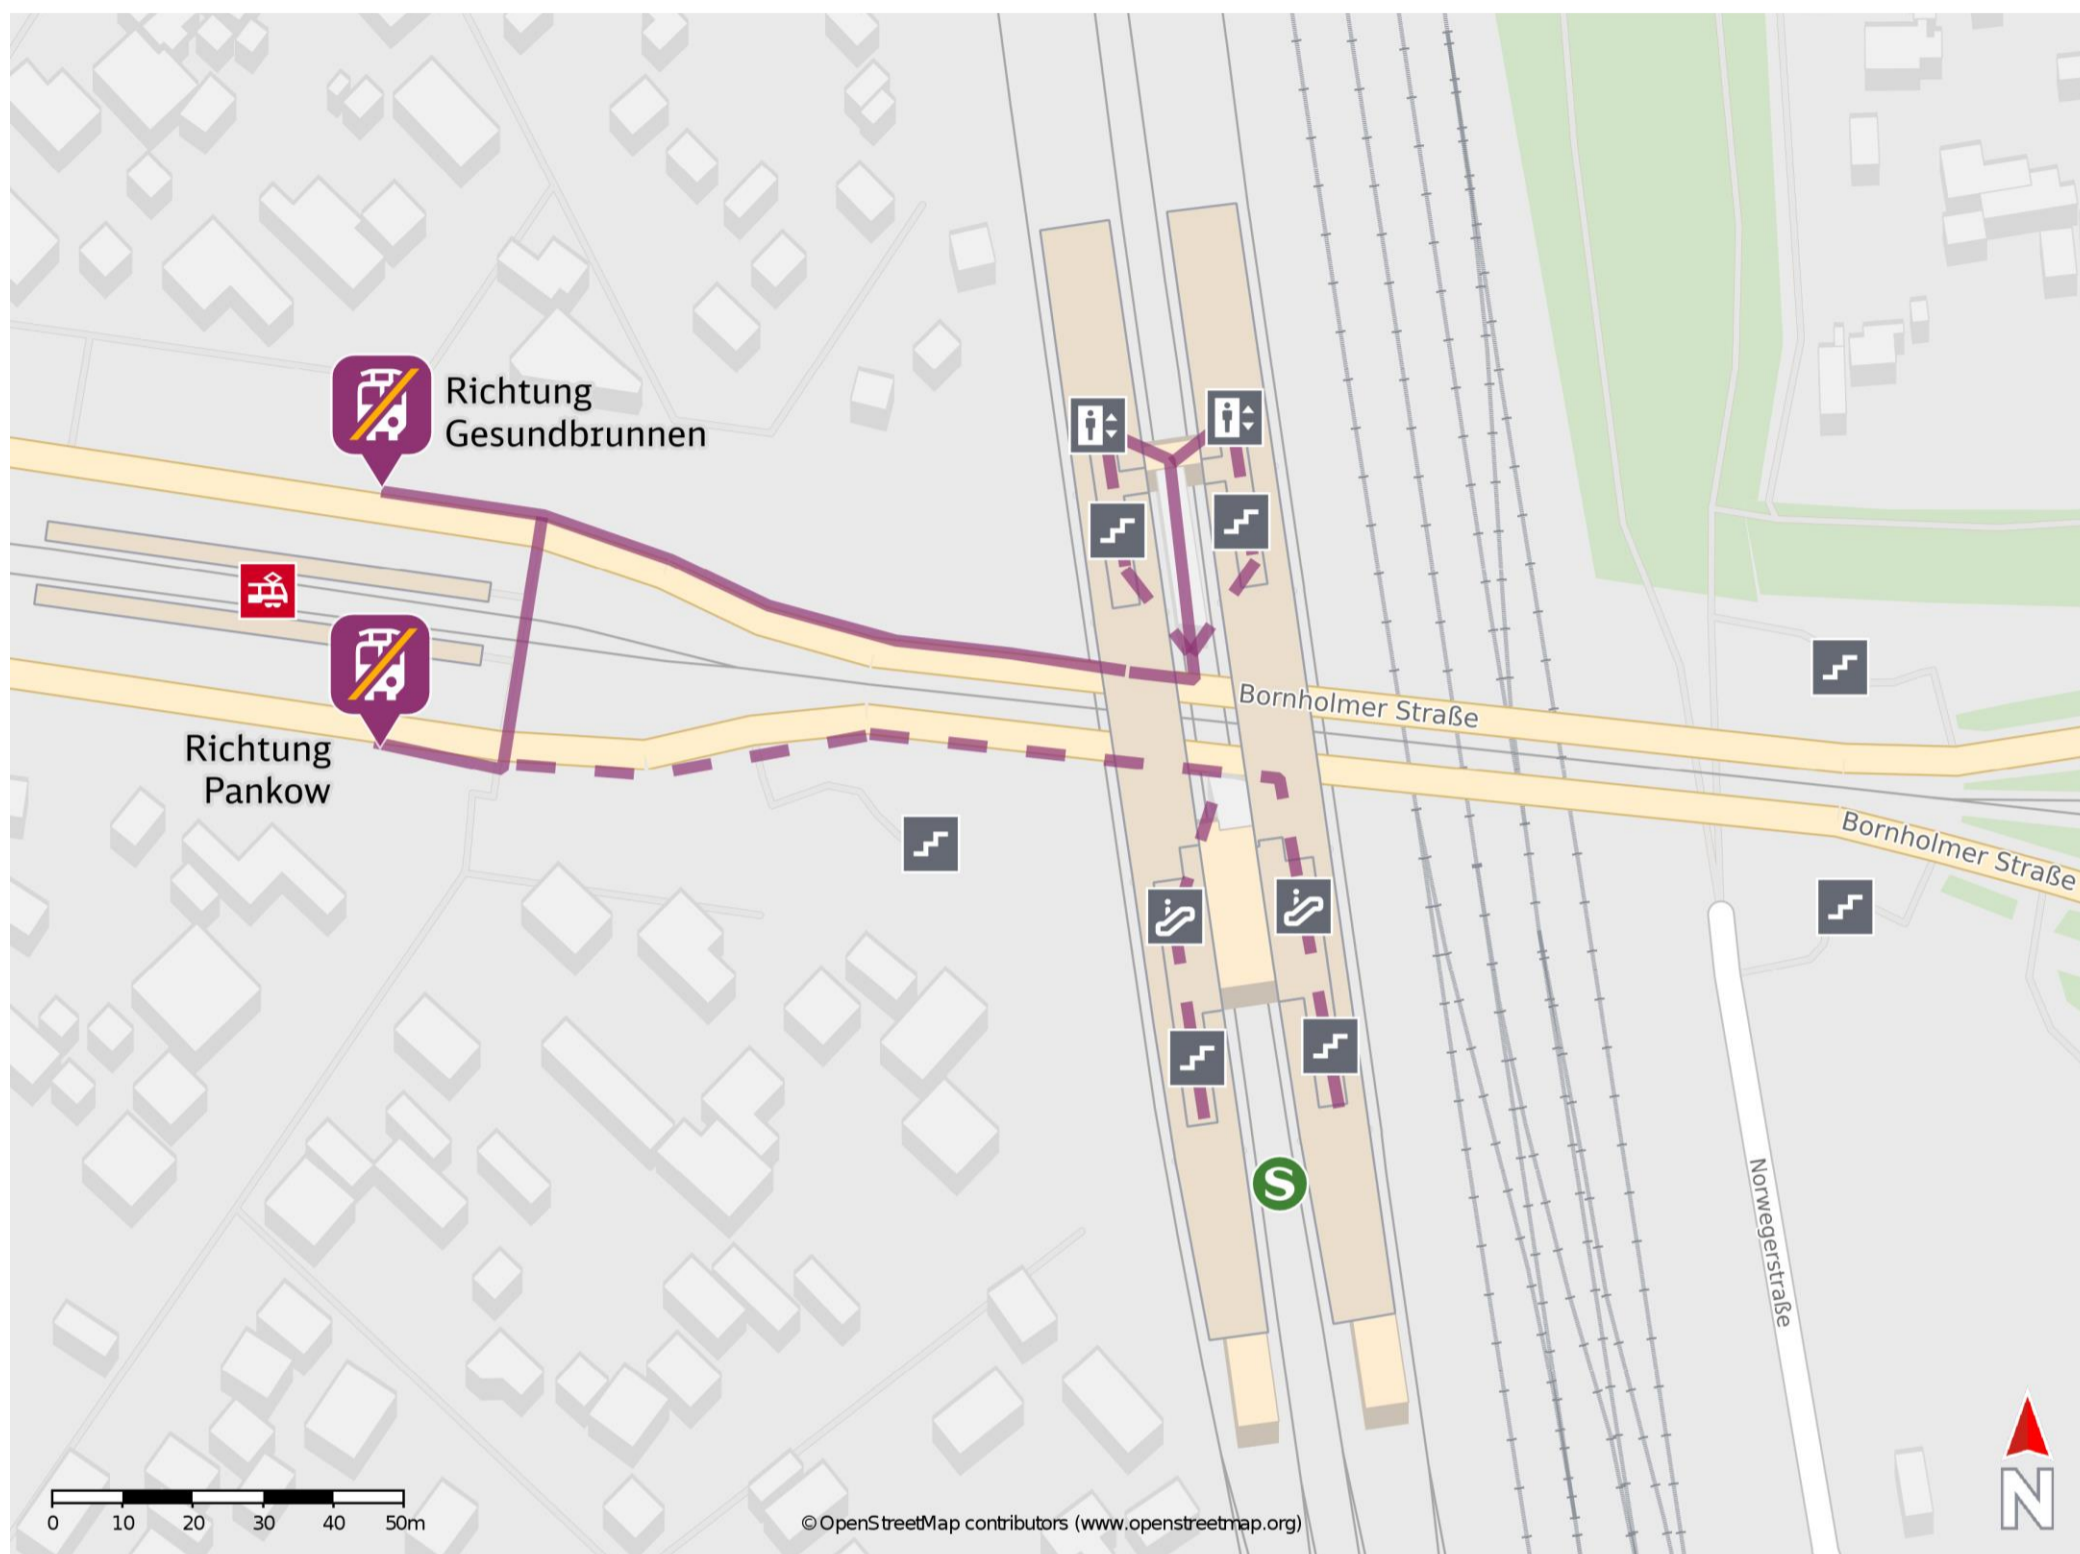 Richtung
Gesundbrunnen
Richtung
Pankow
Bornholmer Straße
Bornholmer Straße
S
Norwegerstraße
0 10 20 30 40 50m
© OpenStreetMap contributors (www.openstreetmap.org)
N